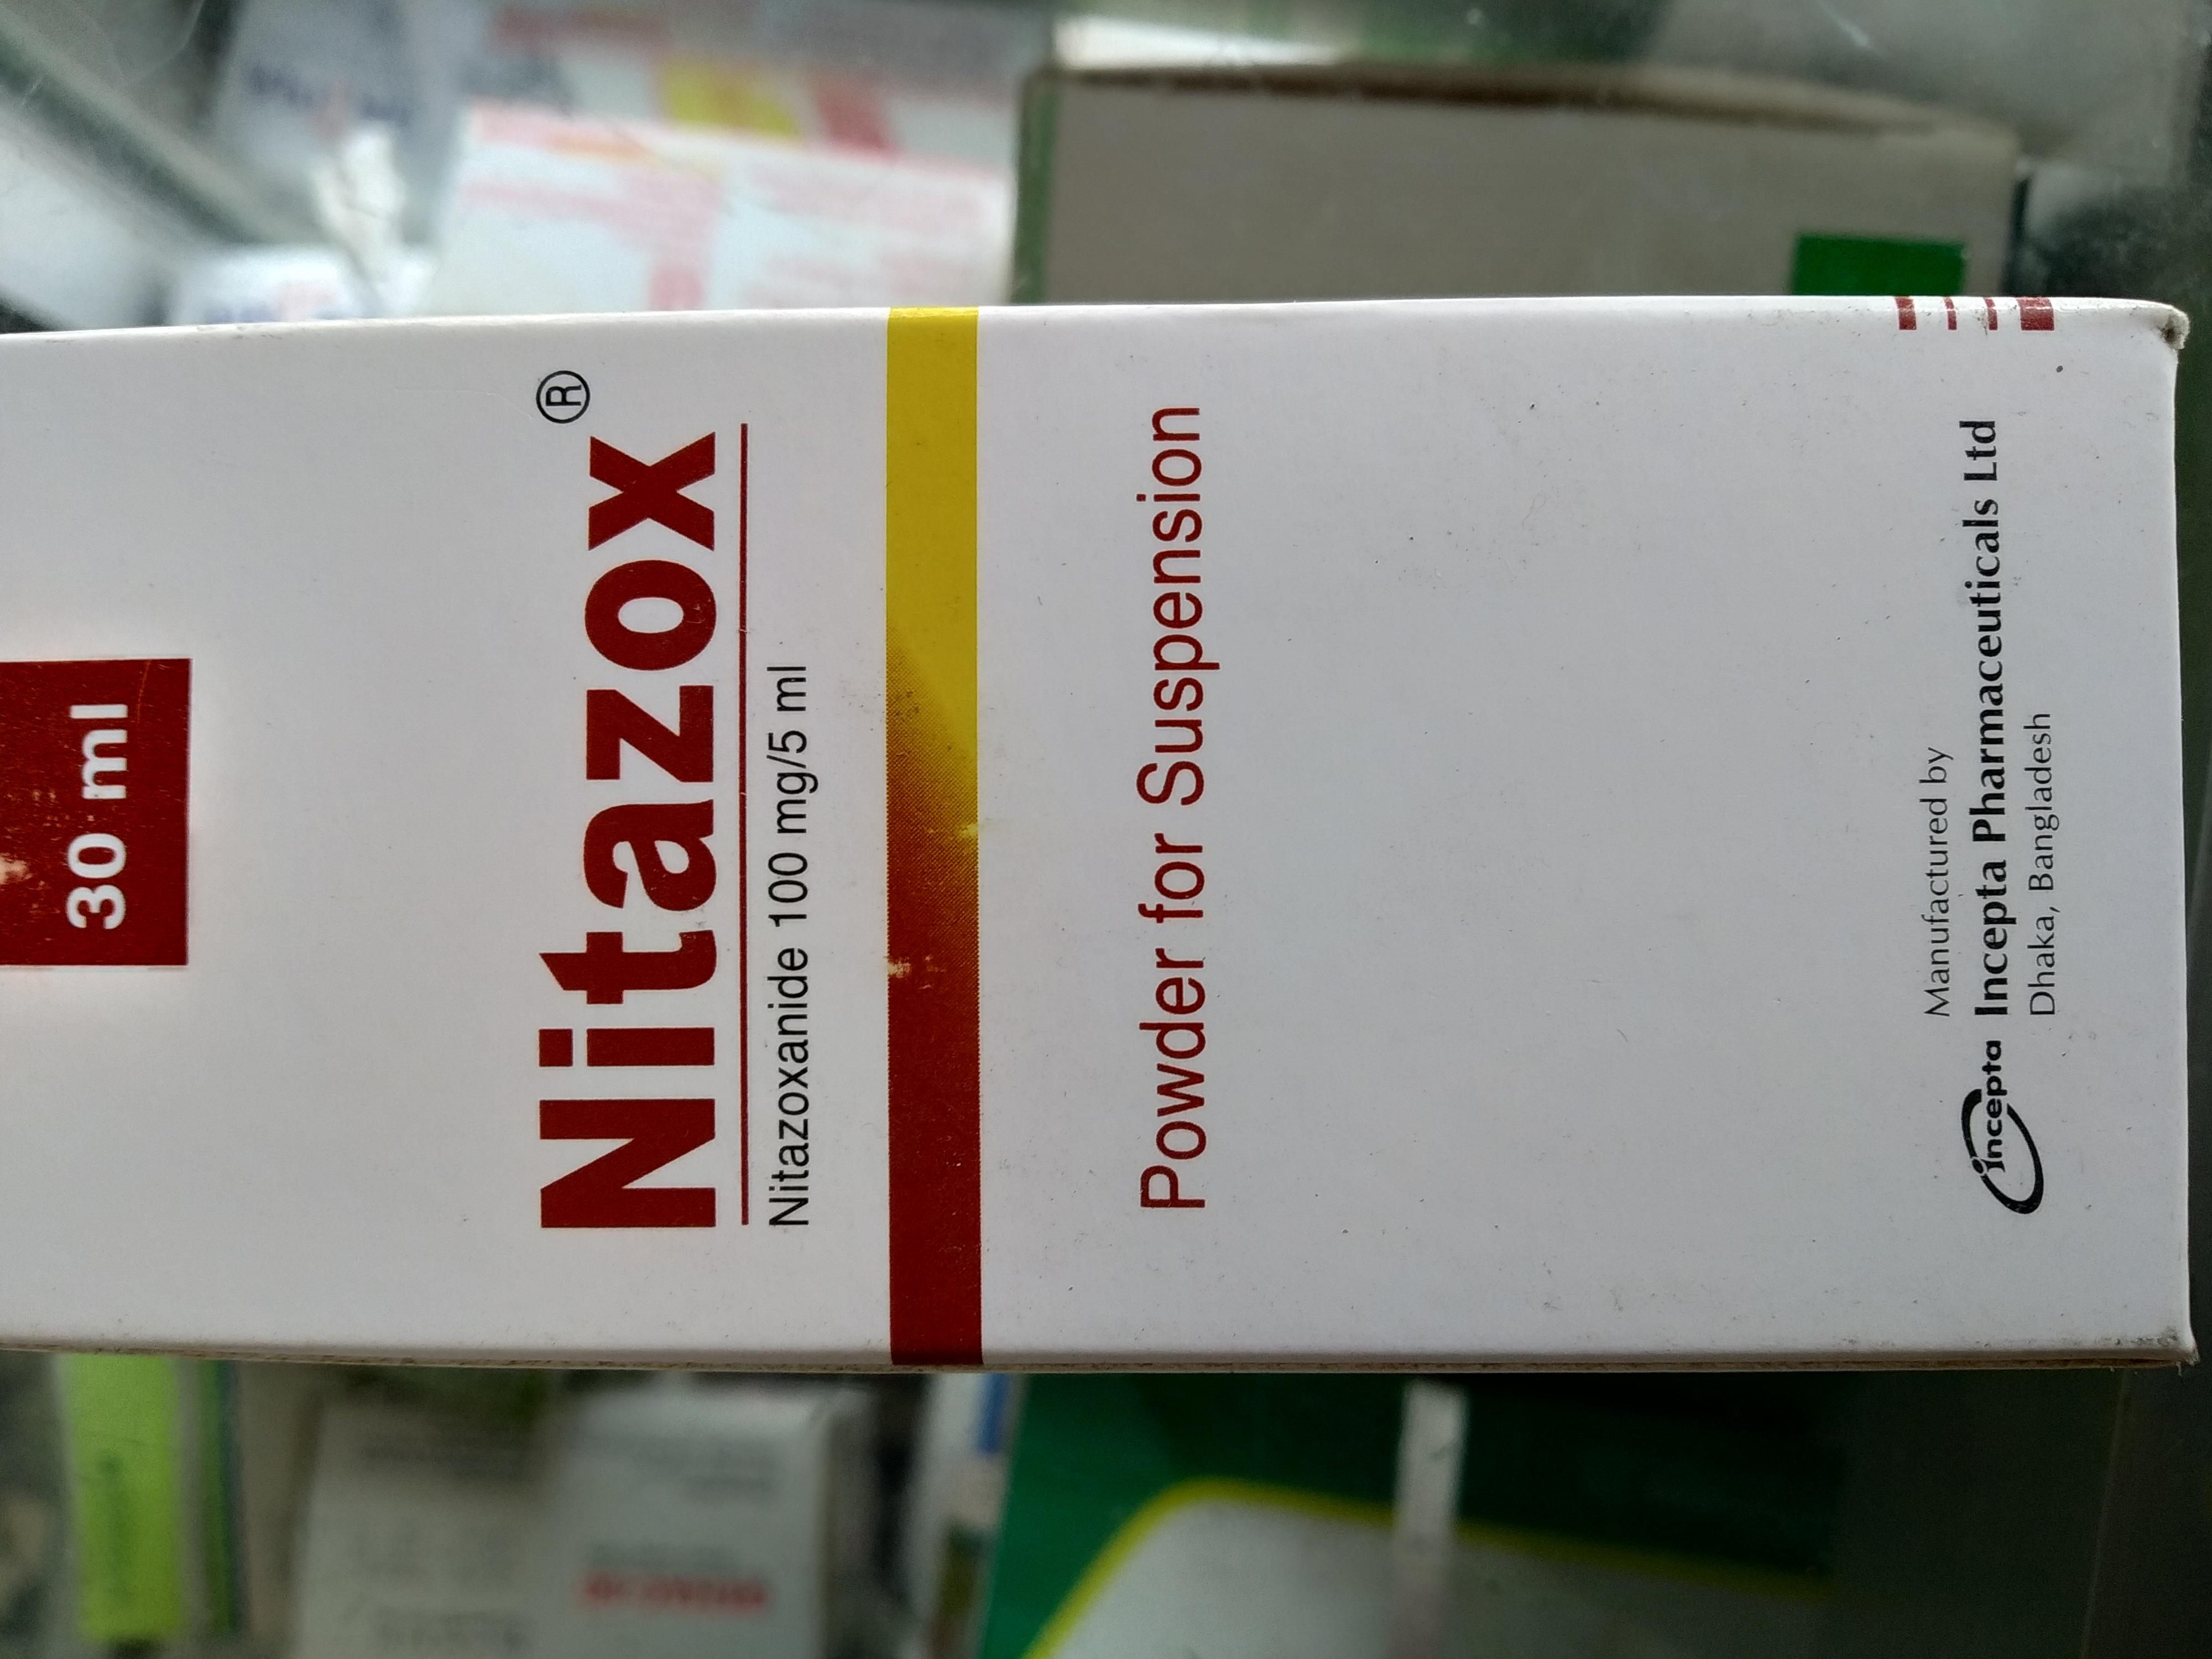 30 ml
Nitazox®
Nitazoxanide 100 mg/5 ml
Powder for Suspension
Manufactured by
incepta Incepta Pharmaceuticals Ltd
Dhaka, Bangladesh